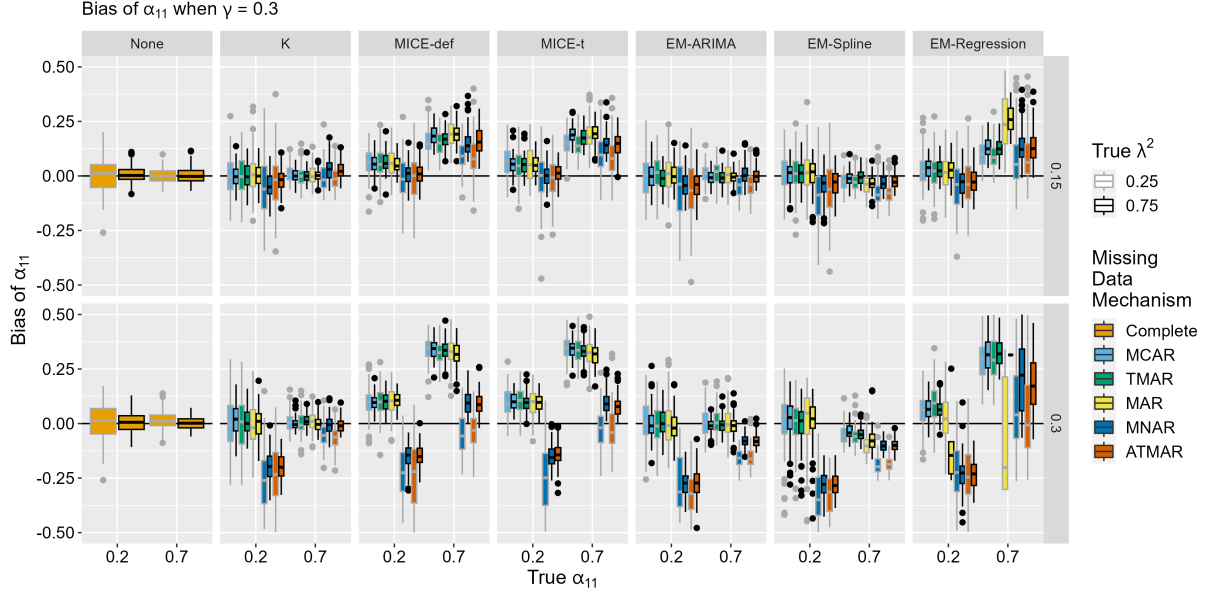 Bias of α₁₁ when γ = 0.3
None K MICE-def MICE-t EM-ARIMA EM-Spline EM-Regression
Bias of α₁₁
0.50
0.25
0.00
-0.25
-0.50
0.15
0.50
0.25
0.00
-0.25
-0.50
0.3
0.2 0.7 0.2 0.7 0.2 0.7 0.2 0.7 0.2 0.7 0.2 0.7 0.2 0.7
True α₁₁
True λ²
0.25
0.75
Missing
Data
Mechanism
Complete
MCAR
TMAR
MAR
MNAR
ATMAR